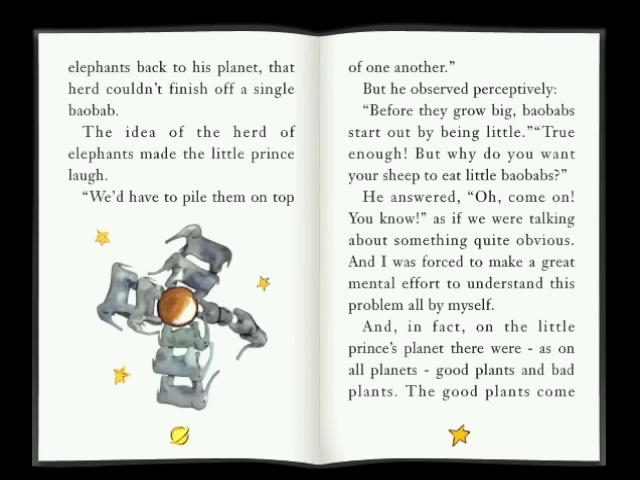 elephants back to his planet, that
herd couldn't finish off a single
baobab.
The idea of the herd of
elephants made the little prince
laugh.
“We'd have to pile them on top
of one another.”
But he observed perceptively:
“Before they grow big, baobabs
start out by being little.”“True
enough! But why do you want
your sheep to eat little baobabs?”
He answered, “Oh, come on!
You know!” as if we were talking
about something quite obvious.
And I was forced to make a great
mental effort to understand this
problem all by myself.
And, in fact, on the little
prince's planet there were - as on
all planets - good plants and bad
plants. The good plants come